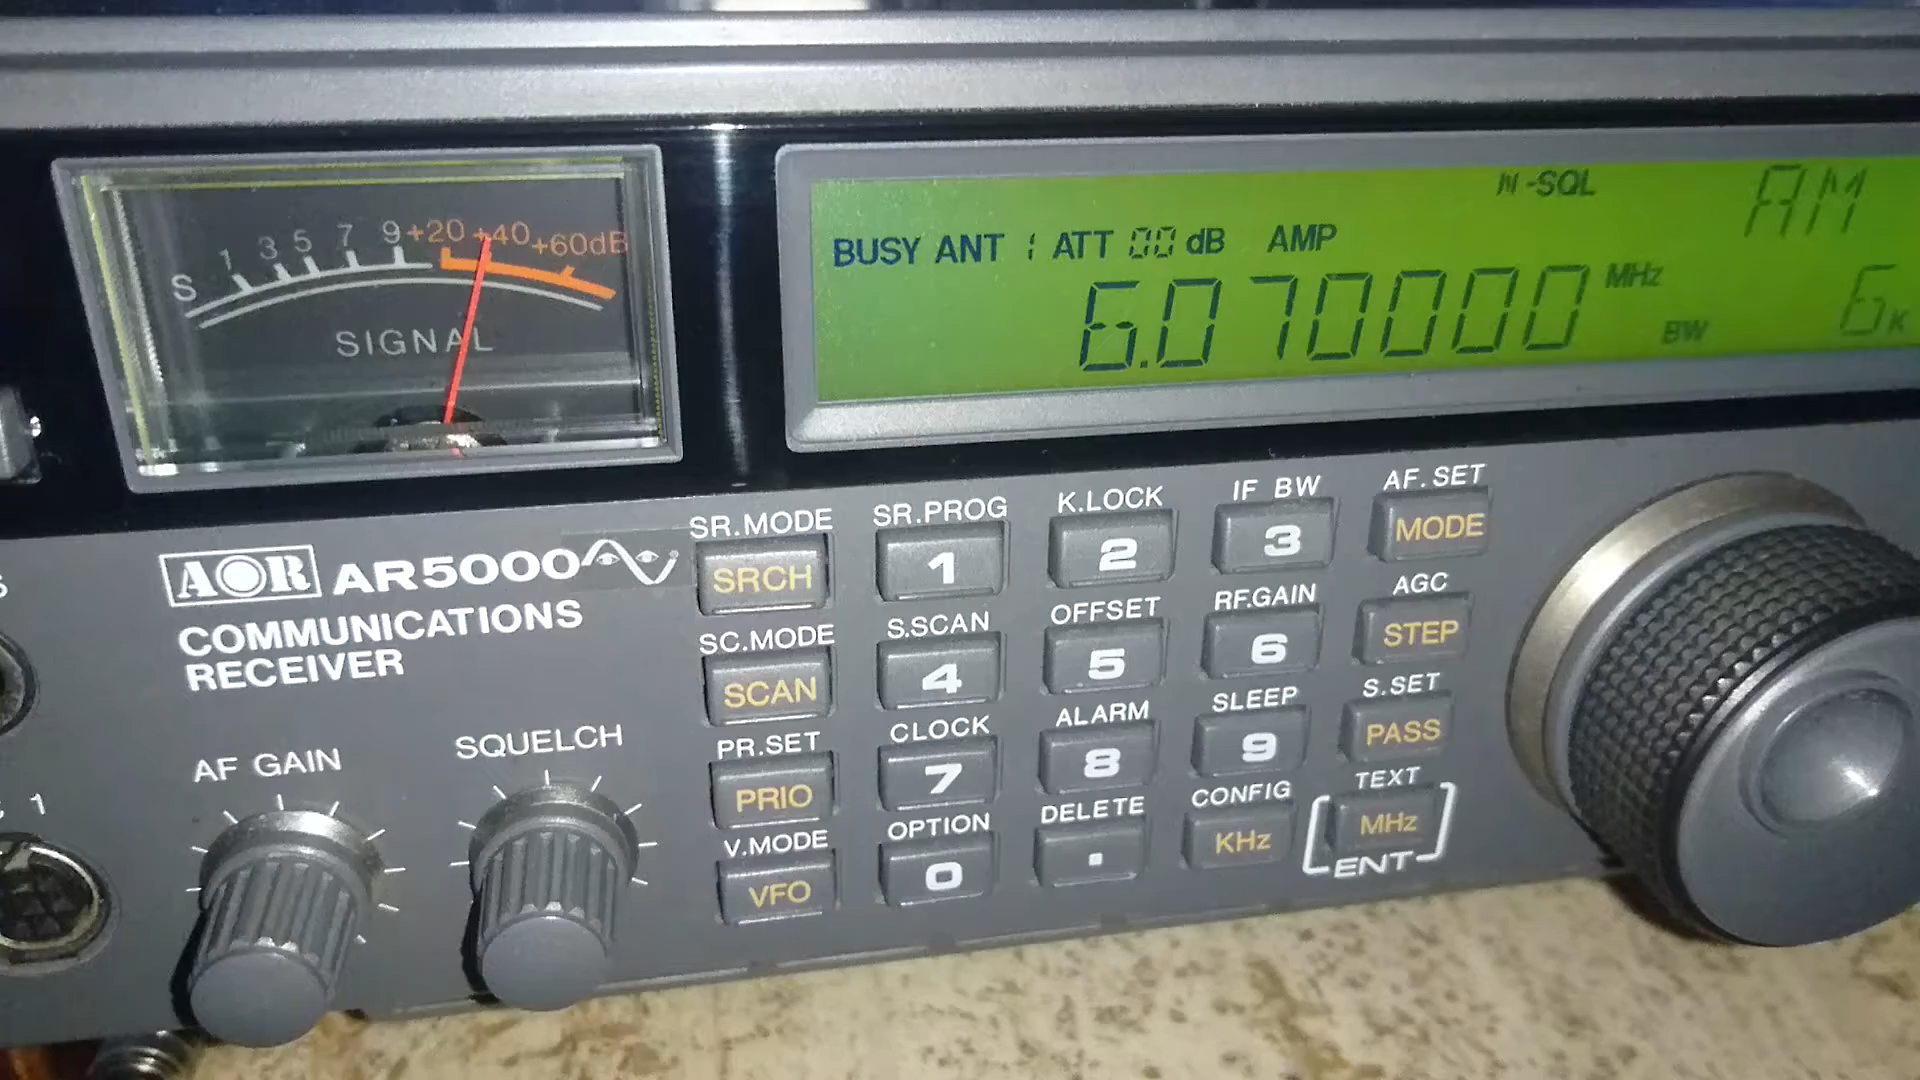 S 1 3 5 7 9 +20 +40 +60dB
SIGNAL
N-SQL AM
BUSY ANT 1 ATT 00 dB AMP
6.070000 MHz BW 6K
AOR AR5000
COMMUNICATIONS
RECEIVER
AF GAIN
SQUELCH
1
SR.MODE SR.PROG K.LOCK IF BW AF.SET
SRCH 1 2 3 MODE
SC.MODE S.SCAN OFFSET RF.GAIN AGC
SCAN 4 5 6 STEP
PR.SET CLOCK ALARM SLEEP S.SET
PRIO 7 8 9 PASS
V.MODE OPTION DELETE CONFIG TEXT
VFO 0 . KHz MHz
ENT